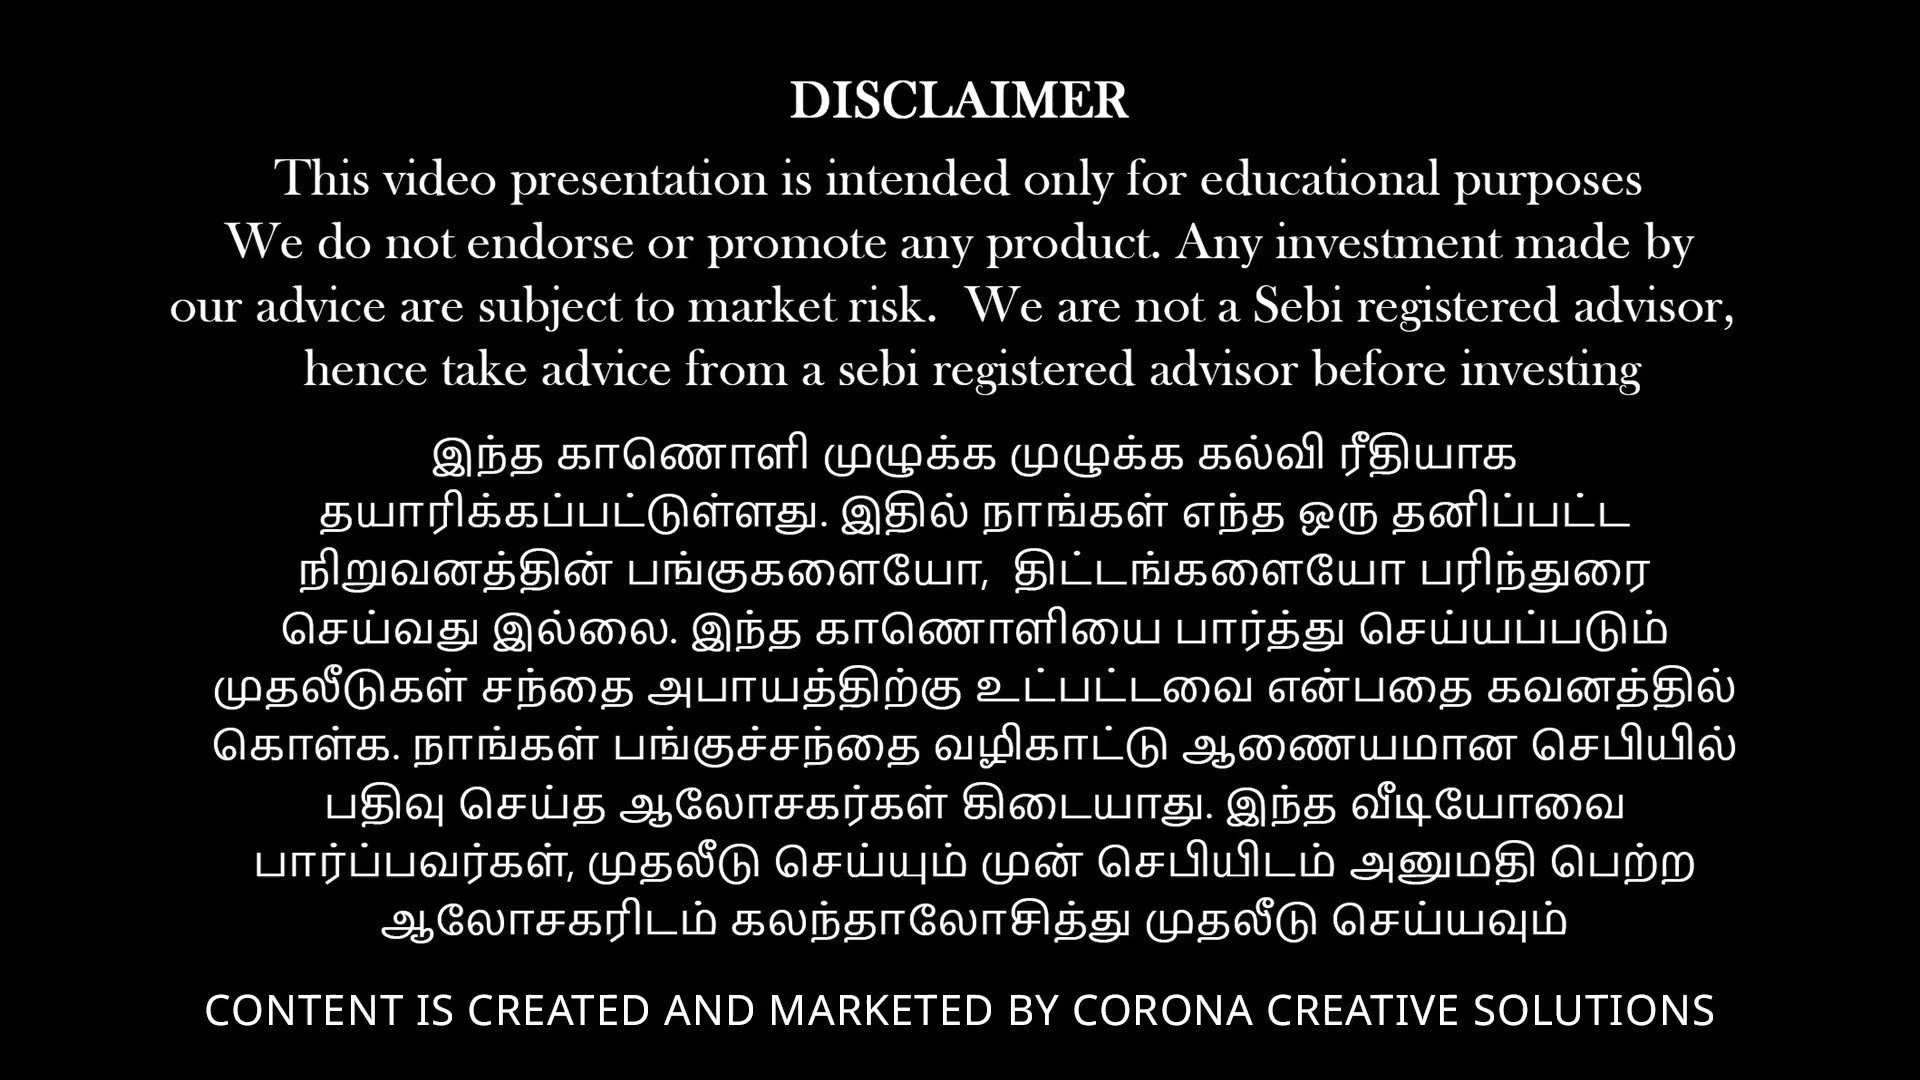 DISCLAIMER
This video presentation is intended only for educational purposes
We do not endorse or promote any product. Any investment made by
our advice are subject to market risk.  We are not a Sebi registered advisor,
hence take advice from a sebi registered advisor before investing
இந்த காணொளி முழுக்க முழுக்க கல்வி ரீதியாக
தயாரிக்கப்பட்டுள்ளது. இதில் நாங்கள் எந்த ஒரு தனிப்பட்ட
நிறுவனத்தின் பங்குகளையோ,  திட்டங்களையோ பரிந்துரை
செய்வது இல்லை. இந்த காணொளியை பார்த்து செய்யப்படும்
முதலீடுகள் சந்தை அபாயத்திற்கு உட்பட்டவை என்பதை கவனத்தில்
கொள்க. நாங்கள் பங்குச்சந்தை வழிகாட்டு ஆணையமான செபியில்
பதிவு செய்த ஆலோசகர்கள் கிடையாது. இந்த வீடியோவை
பார்ப்பவர்கள், முதலீடு செய்யும் முன் செபியிடம் அனுமதி பெற்ற
ஆலோசகரிடம் கலந்தாலோசித்து முதலீடு செய்யவும்
CONTENT IS CREATED AND MARKETED BY CORONA CREATIVE SOLUTIONS